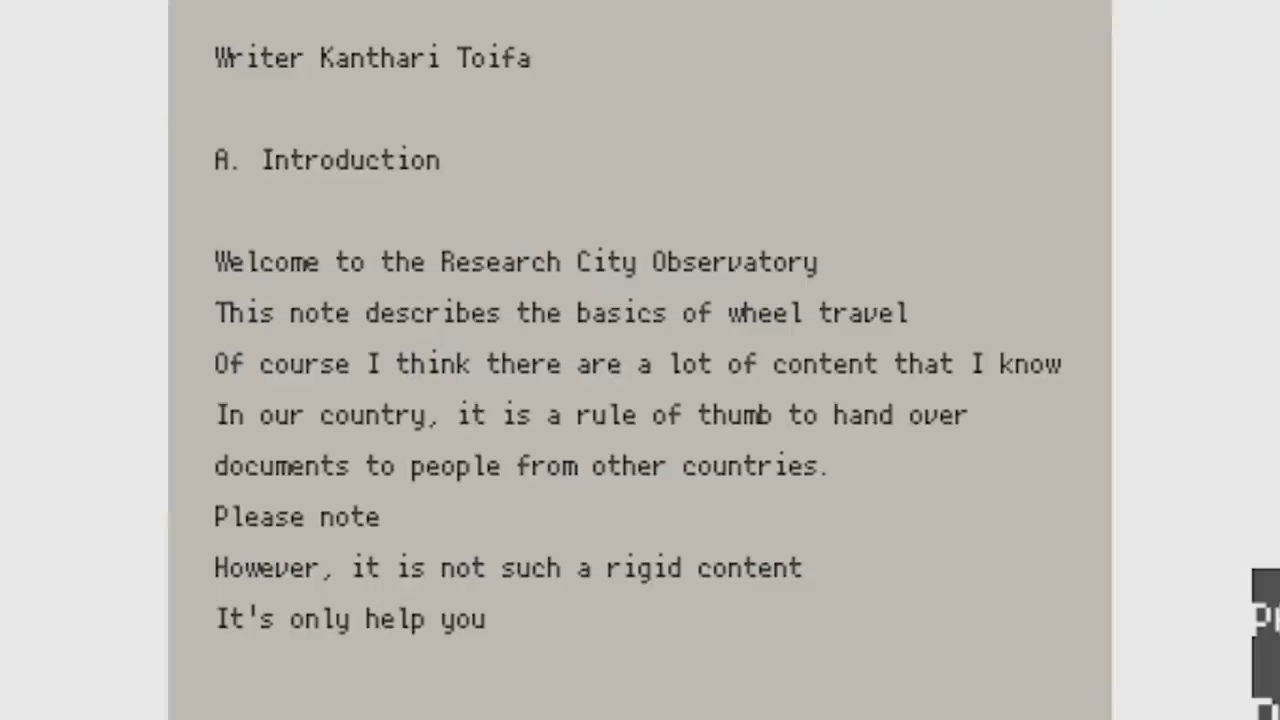 Writer Kanthari Toifa
A. Introduction
Welcome to the Research City Observatory
This note describes the basics of wheel travel
Of course I think there are a lot of content that I know
In our country, it is a rule of thumb to hand over
documents to people from other countries.
Please note
However, it is not such a rigid content
It's only help you